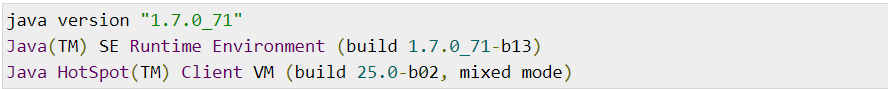 java version "1.7.0_71"
Java(TM) SE Runtime Environment (build 1.7.0_71-b13)
Java HotSpot(TM) Client VM (build 25.0-b02, mixed mode)